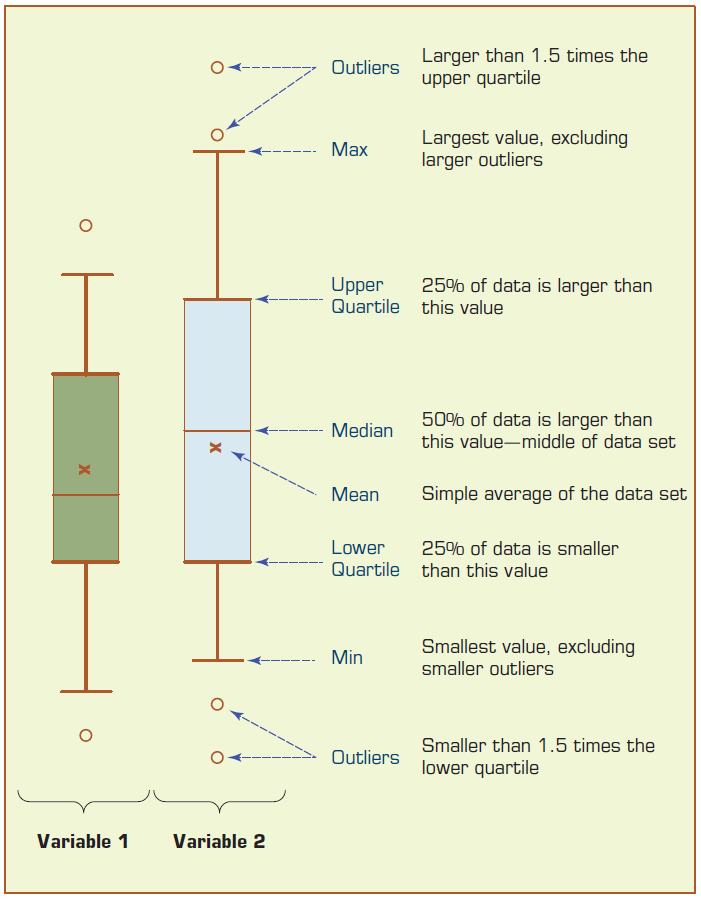 Outliers
Larger than 1.5 times the
upper quartile
Max
Largest value, excluding
larger outliers
Upper
Quartile
25% of data is larger than
this value
Median
50% of data is larger than
this value—middle of data set
Mean
Simple average of the data set
Lower
Quartile
25% of data is smaller
than this value
Min
Smallest value, excluding
smaller outliers
Outliers
Smaller than 1.5 times the
lower quartile
Variable 1
Variable 2